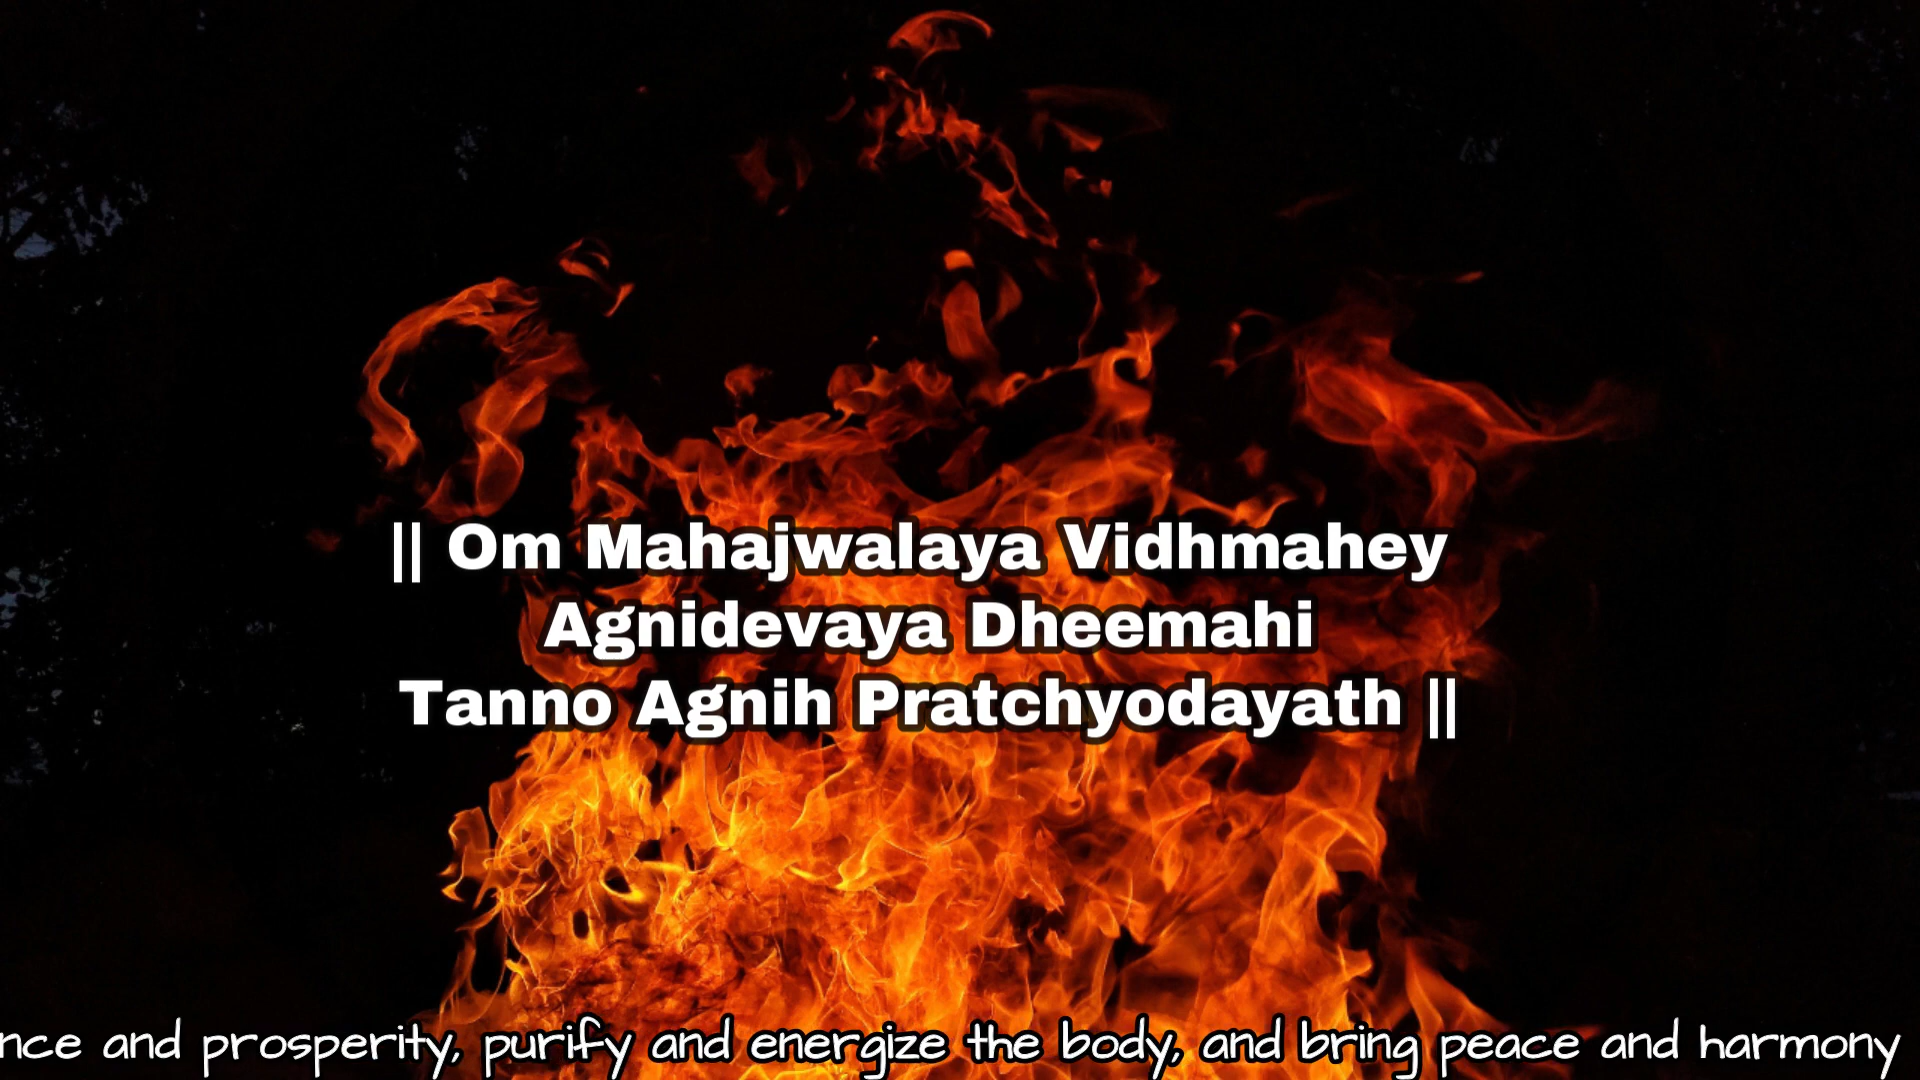 || Om Mahajwalaya Vidhmahey
Agnidevaya Dheemahi
Tanno Agnih Pratchyodayath ||
and prosperity, purify and energize the body, and bring peace and harmony